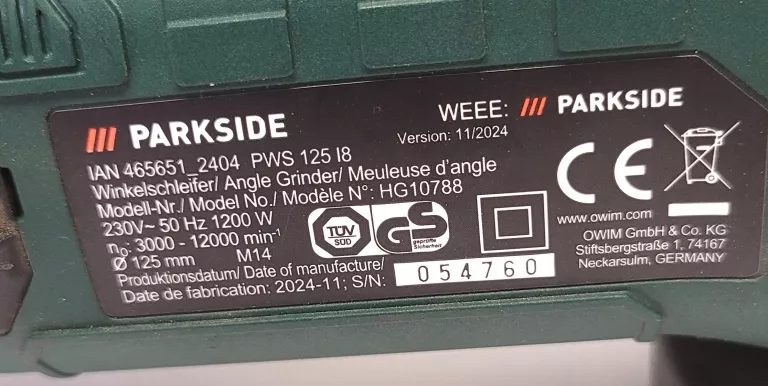 PARKSIDE
WEEE: PARKSIDE
Version: 11/2024
IAN 465651_2404 PWS 125 I8
Winkelschleifer/ Angle Grinder/ Meuleuse d'angle
Modell-Nr./ Model No./ Modèle N°: HG10788
230V~ 50 Hz 1200 W
n₀: 3000 - 12000 min⁻¹
Ø 125 mm M14
Produktionsdatum/ Date of manufacture/
Date de fabrication: 2024-11; S/N: 054760
TÜV
SÜD
GS
geprüfte
Sicherheit
CE
www.owim.com
OWIM GmbH & Co. KG
Stiftsbergstraße 1, 74167
Neckarsulm, GERMANY